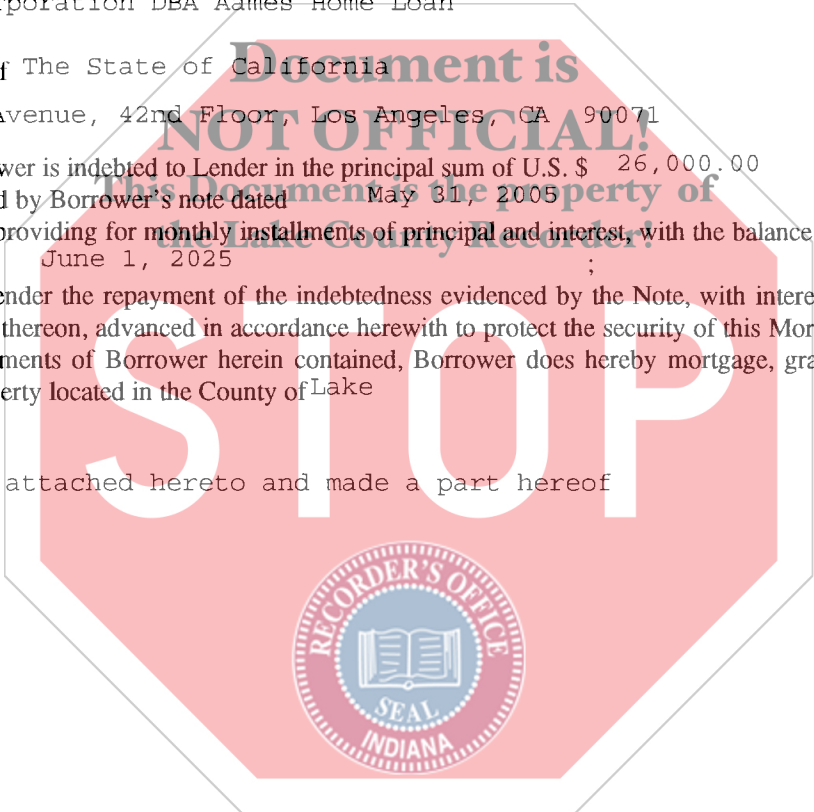 rporation DBA Aames Home Loan
f The State of California
Avenue, 42nd Floor, Los Angeles, CA 90071
wer is indebted to Lender in the principal sum of U.S. $ 26,000.00
d by Borrower's note dated May 31, 2005
providing for monthly installments of principal and interest, with the balance
June 1, 2025 ;
ender the repayment of the indebtedness evidenced by the Note, with intere
thereon, advanced in accordance herewith to protect the security of this Mor
ments of Borrower herein contained, Borrower does hereby mortgage, gra
erty located in the County of Lake
attached hereto and made a part hereof
Document is
NOT OFFICIAL!
This Document is the property of
the Lake County Recorder!
STOP
RECORDER'S OFFICE
SEAL
INDIANA